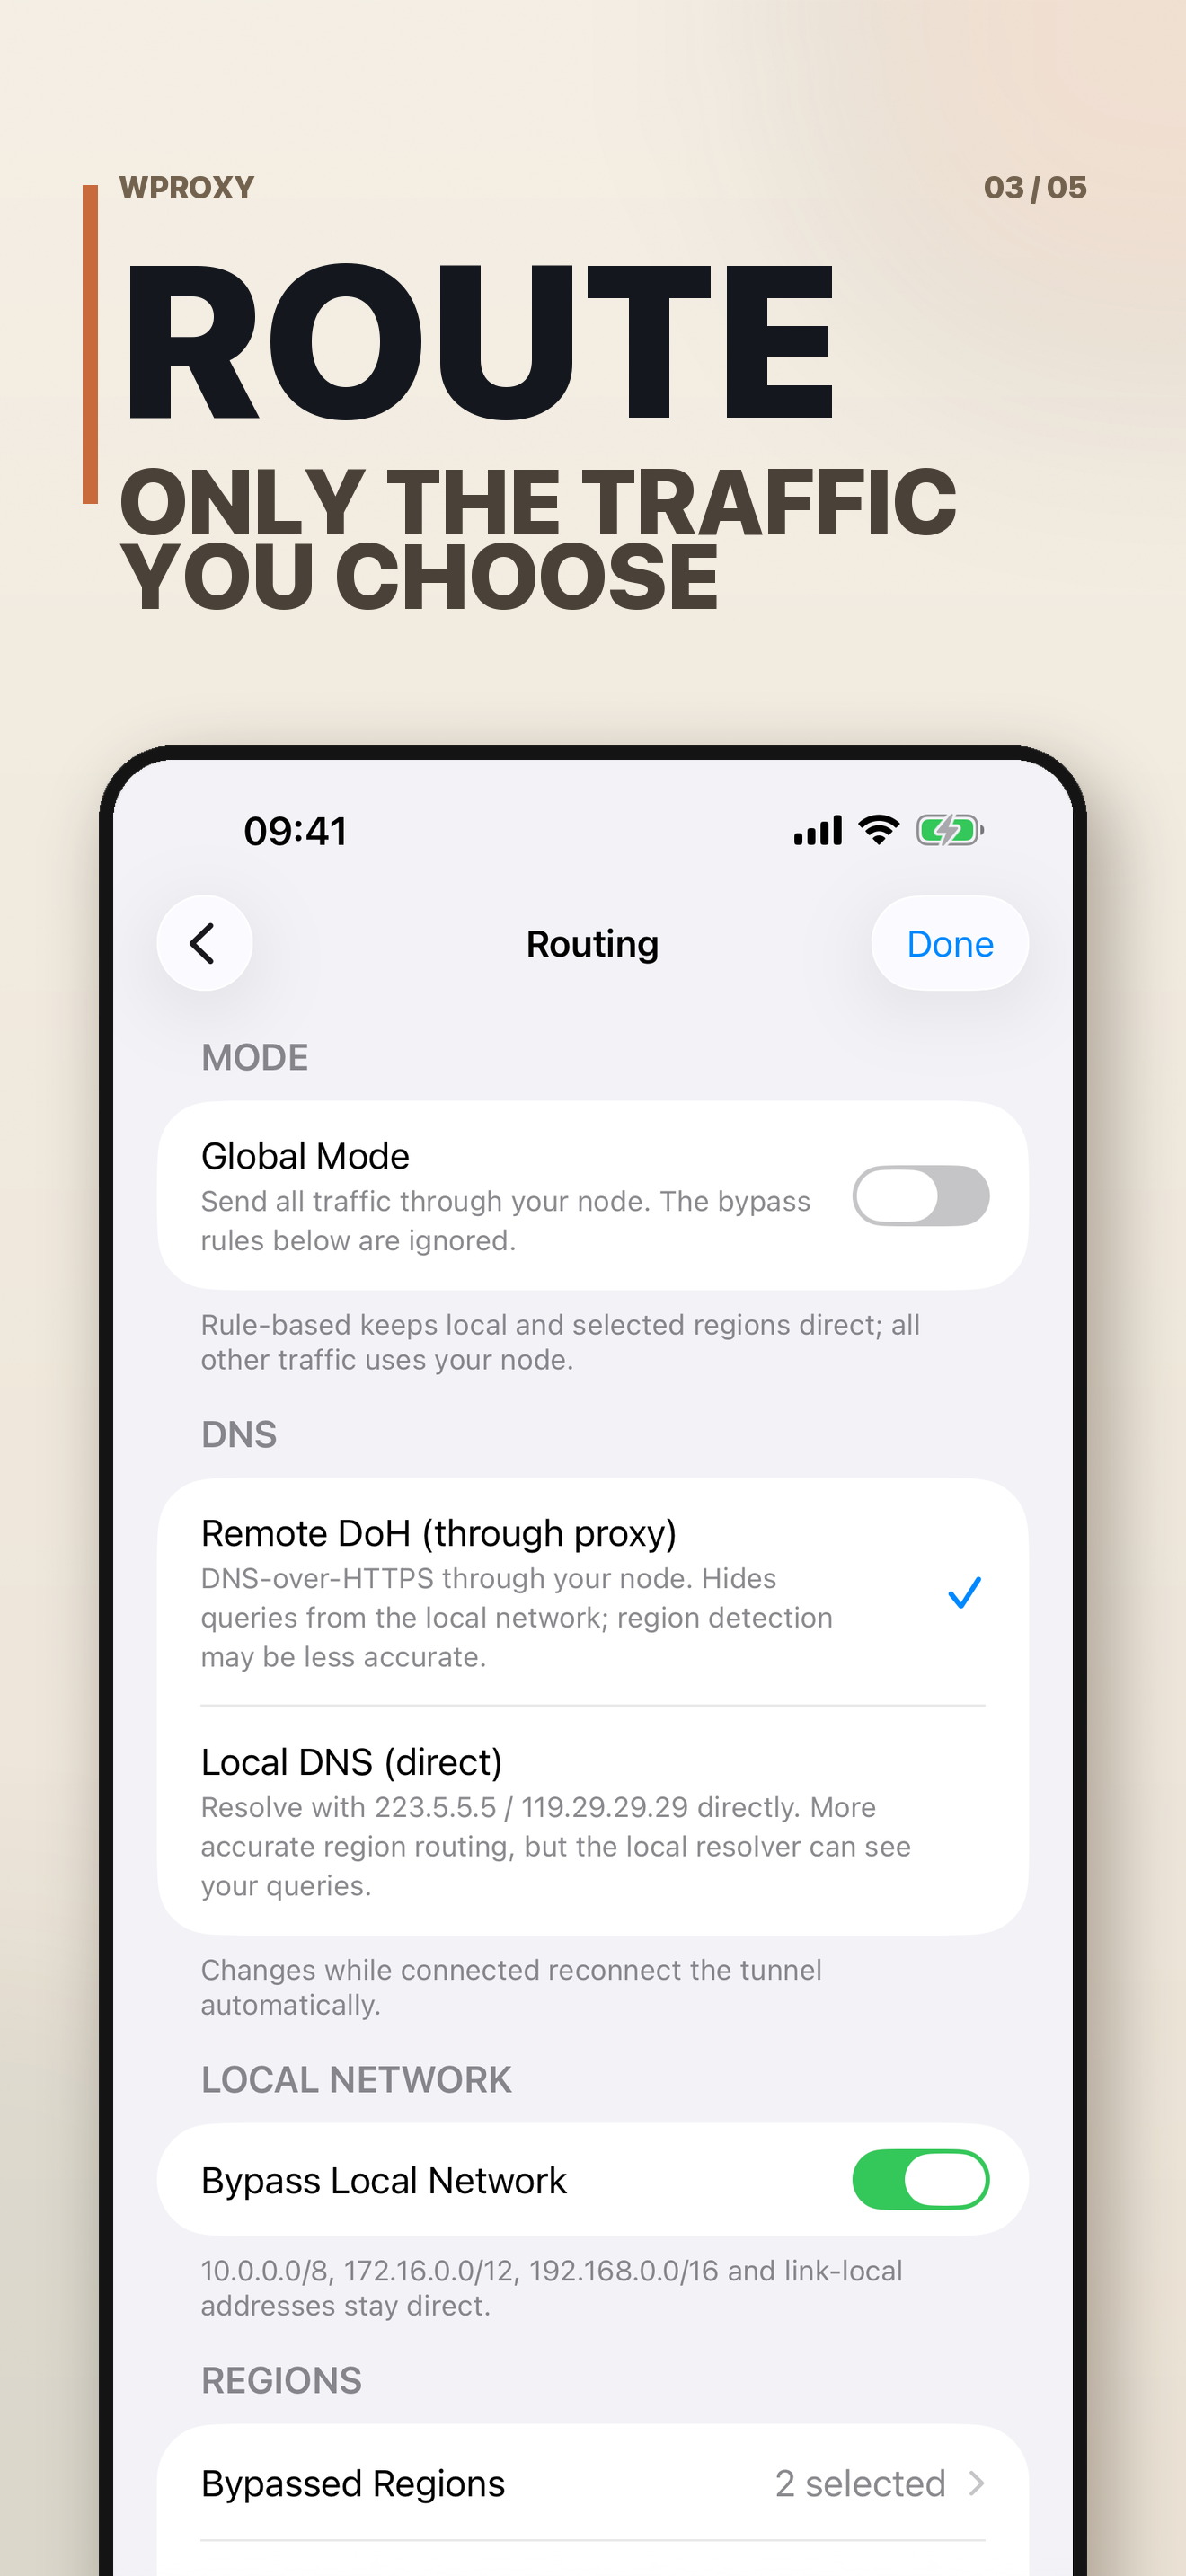 WPROXY
03 / 05
ROUTE
ONLY THE TRAFFIC
YOU CHOOSE
09:41
Routing
Done
MODE
Global Mode
Send all traffic through your node. The bypass
rules below are ignored.
Rule-based keeps local and selected regions direct; all
other traffic uses your node.
DNS
Remote DoH (through proxy)
DNS-over-HTTPS through your node. Hides
queries from the local network; region detection
may be less accurate.
Local DNS (direct)
Resolve with 223.5.5.5 / 119.29.29.29 directly. More
accurate region routing, but the local resolver can see
your queries.
Changes while connected reconnect the tunnel
automatically.
LOCAL NETWORK
Bypass Local Network
10.0.0.0/8, 172.16.0.0/12, 192.168.0.0/16 and link-local
addresses stay direct.
REGIONS
Bypassed Regions
2 selected